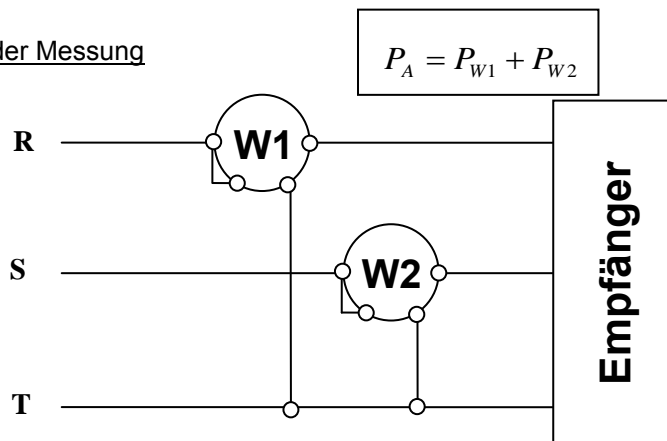 der Messung
P_A = P_W1 + P_W2
R
W1
S
W2
T
Empfänger